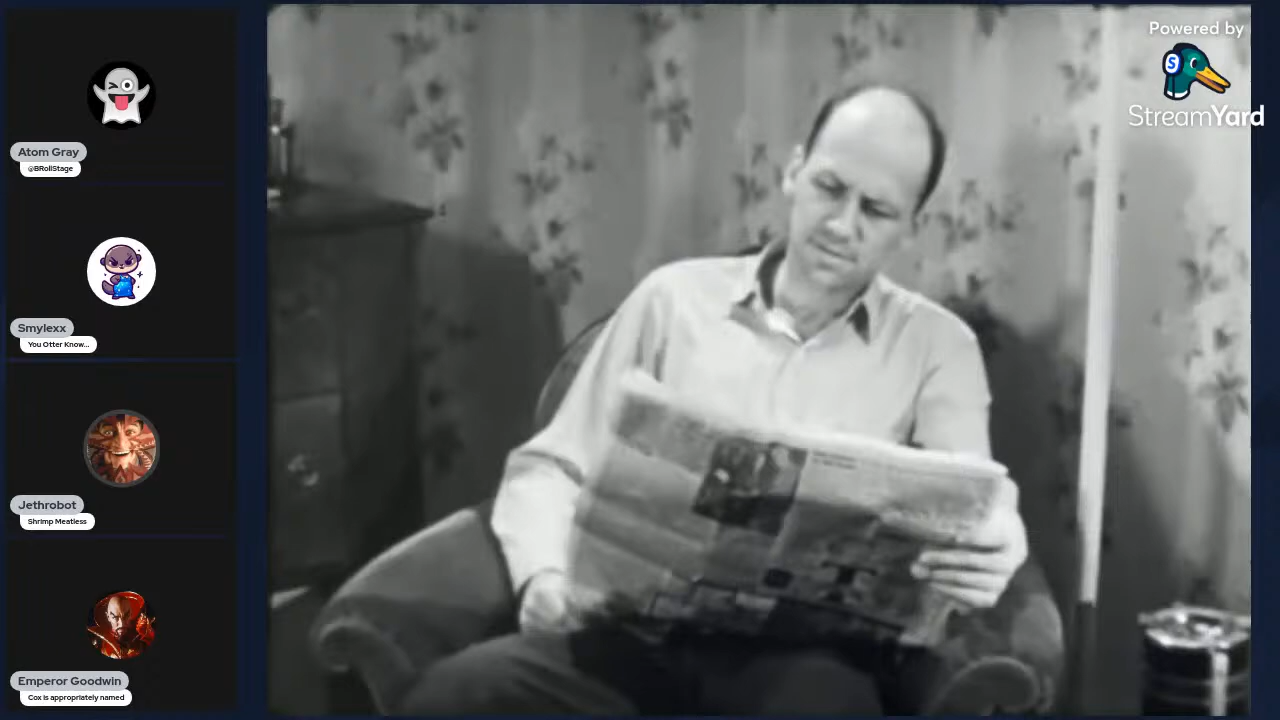 Powered by
StreamYard
Atom Gray
@BRollStage
Smylexx
You Otter Know...
Jethrobot
Shrimp Meatless
Emperor Goodwin
Cox is appropriately named